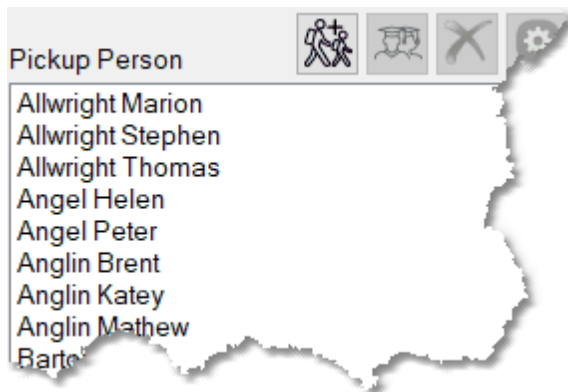 Pickup Person
Allwright Marion
Allwright Stephen
Allwright Thomas
Angel Helen
Angel Peter
Anglin Brent
Anglin Katey
Anglin Mathew